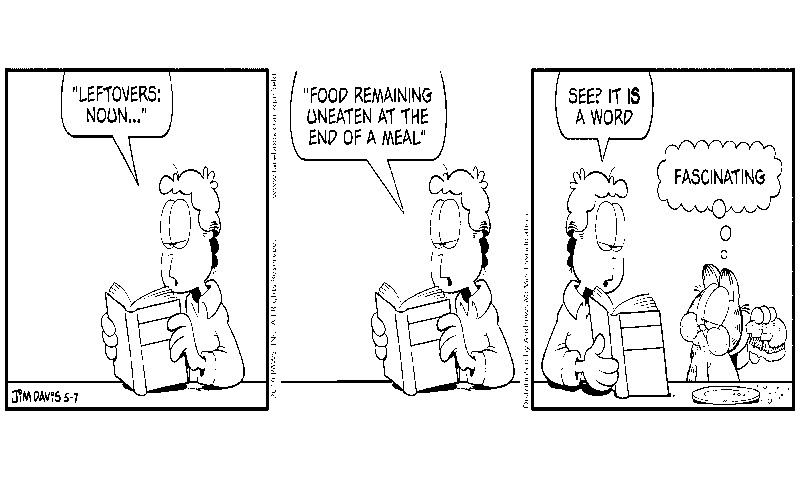 "LEFTOVERS:
NOUN..."
"FOOD REMAINING
UNEATEN AT THE
END OF A MEAL"
SEE? IT IS
A WORD
FASCINATING
JIM DAVIS 5-7